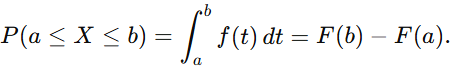 P(a ≤ X ≤ b) = ∫_a^b f(t) dt = F(b) − F(a).